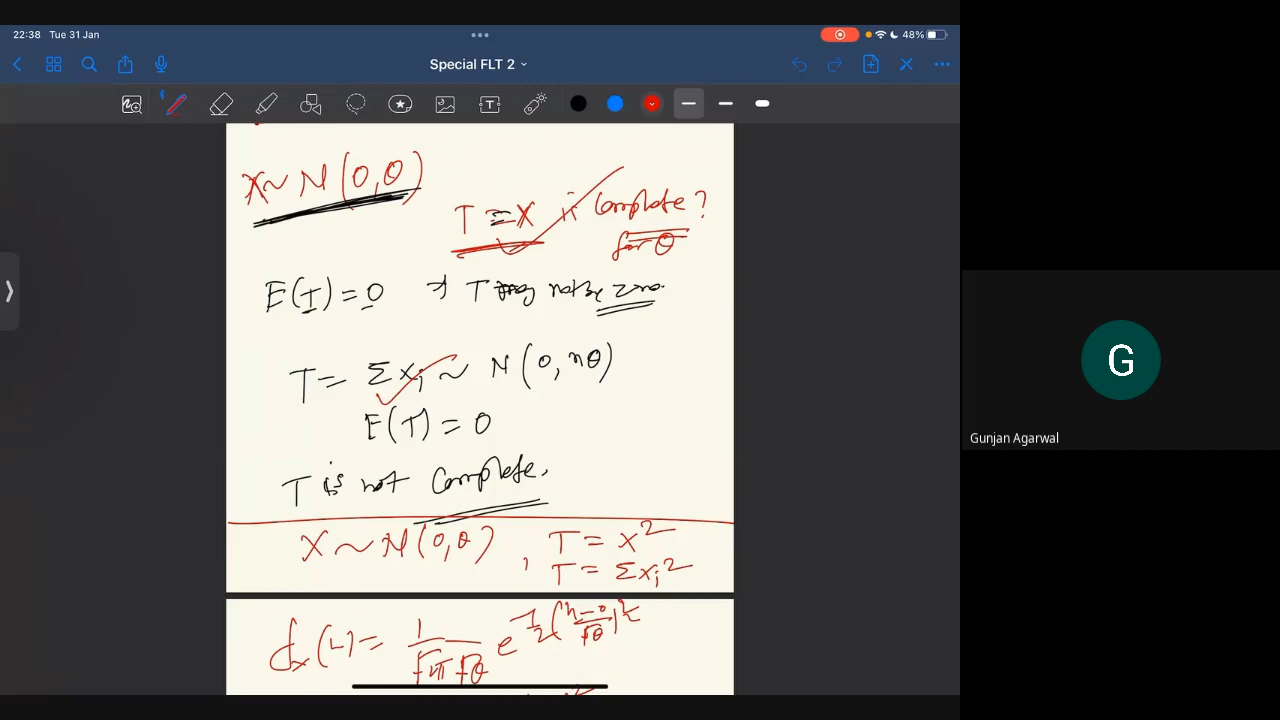 22:38 Tue 31 Jan
48%
Special FLT 2
X ~ N(0, θ)
T = X is Complete?
for θ
E(T) = 0 ⇒ T may not be zero.
T = Σxi ~ N(0, nθ)
E(T) = 0
T is not Complete.
X ~ N(0, θ), T = x²
T = Σxi²
fx(x) = 1/(√2π √θ) e^-1/2((x-0)/√θ)²
G
Gunjan Agarwal